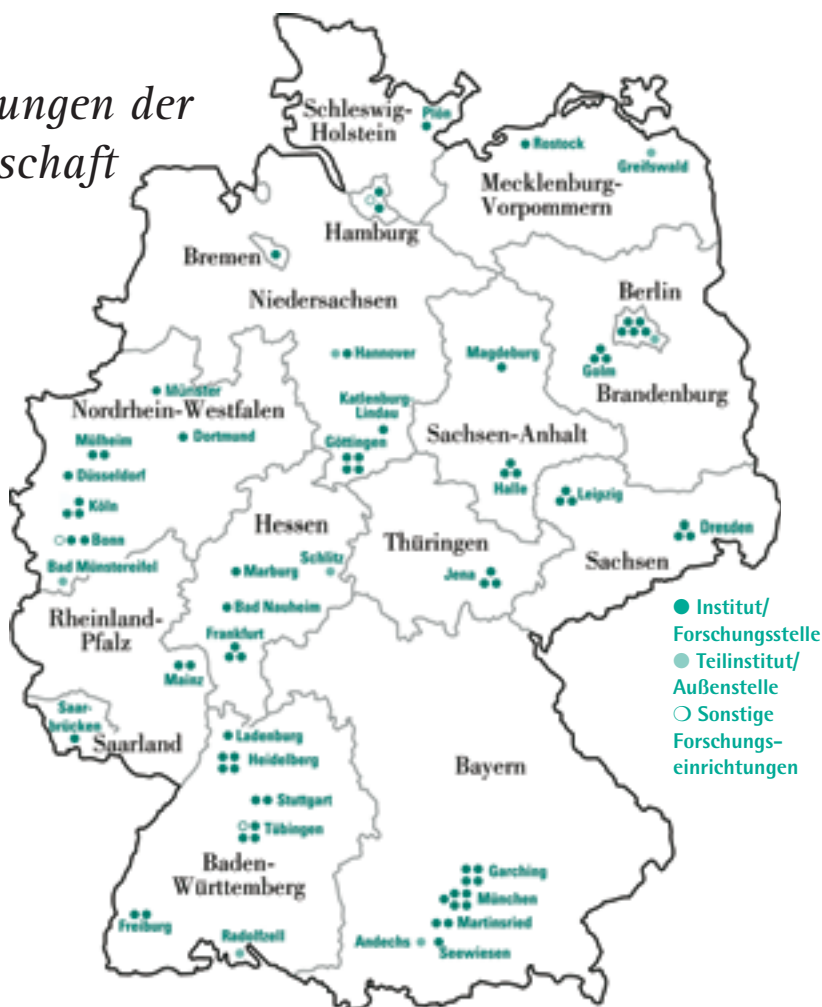 ungen der
schaft
Schleswig-
Holstein
Plön
Rostock
Greifswald
Mecklenburg-
Vorpommern
Hamburg
Bremen
Niedersachsen
Berlin
Hannover
Magdeburg
Golm
Brandenburg
Münster
Nordrhein-Westfalen
Katlenburg-
Lindau
Dortmund
Göttingen
Sachsen-Anhalt
Mülheim
Düsseldorf
Halle
Leipzig
Köln
Hessen
Dresden
Bonn
Thüringen
Bad Münstereifel
Schlitz
Sachsen
Marburg
Jena
Rheinland-
Pfalz
Bad Nauheim
Frankfurt
Mainz
Saar-
brücken
Saarland
Ladenburg
Heidelberg
Bayern
Stuttgart
Tübingen
Baden-
Württemberg
Garching
München
Freiburg
Martinsried
Radolfzell
Andechs
Seewiesen
Institut/
Forschungsstelle
Teilinstitut/
Außenstelle
Sonstige
Forschungs-
einrichtungen